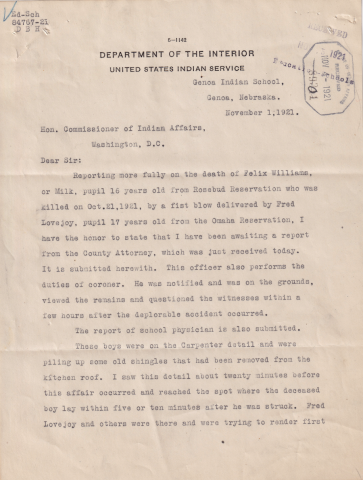 Ed-Sch
84767-21
D S H
5-1142
DEPARTMENT OF THE INTERIOR
UNITED STATES INDIAN SERVICE
Genoa Indian School,
Genoa, Nebraska.
November 1,1921.
1921
NOV 4- 1921
Hon. Commissioner of Indian Affairs,
Washington, D.C.
Dear Sir:
Reporting more fully on the death of Felix Williams,
or Milk, pupil 16 years old from Rosebud Reservation who was
killed on Oct.21,1921, by a fist blow delivered by Fred
Lovejoy, pupil 17 years old from the Omaha Reservation, I
have the honor to state that I have been awaiting a report
from the County Attorney, which was just received today.
It is submitted herewith. This officer also performs the
duties of coroner. He was notified and was on the grounds,
viewed the remains and questioned the witnesses within a
few hours after the deplorable accident occurred.
The report of school physician is also submitted.
These boys were on the Carpenter detail and were
piling up some old shingles that had been removed from the
kitchen roof. I saw this detail about twenty minutes before
this affair occurred and reached the spot where the deceased
boy lay within five or ten minutes after he was struck. Fred
Lovejoy and others were there and were trying to render first